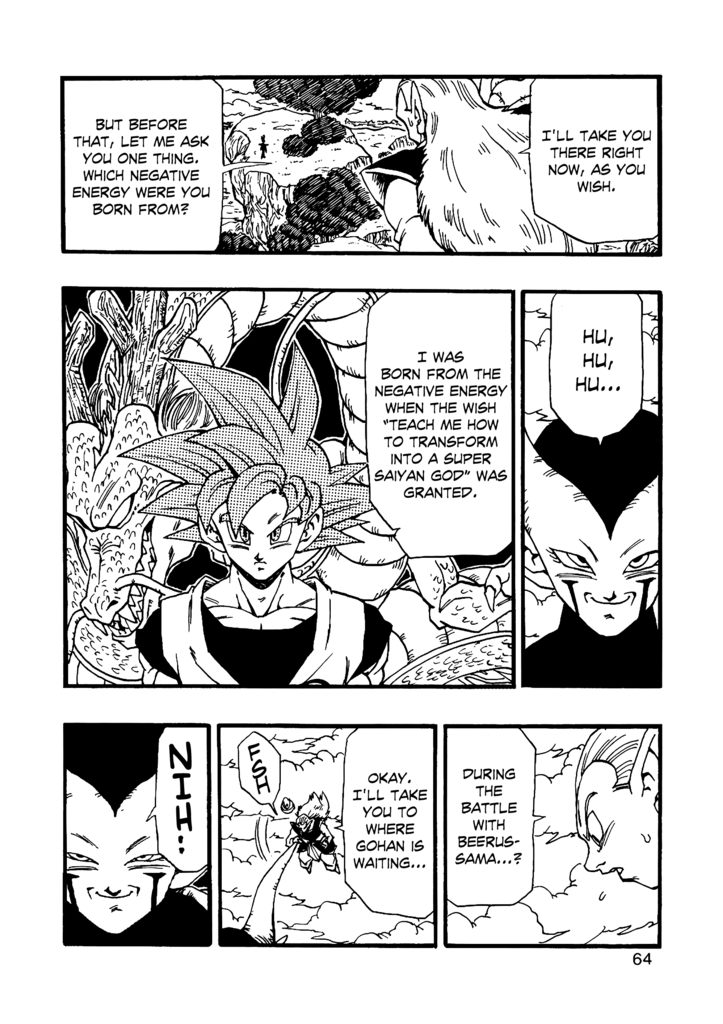 I'LL TAKE YOU
THERE RIGHT
NOW, AS YOU
WISH.
BUT BEFORE
THAT, LET ME ASK
YOU ONE THING.
WHICH NEGATIVE
ENERGY WERE YOU
BORN FROM?
HU,
HU,
HU...
I WAS
BORN FROM THE
NEGATIVE ENERGY
WHEN THE WISH
"TEACH ME HOW
TO TRANSFORM
INTO A SUPER
SAIYAN GOD" WAS
GRANTED.
DURING
THE
BATTLE
WITH
BEERUS-
SAMA...?
OKAY.
I'LL TAKE
YOU TO
WHERE
GOHAN IS
WAITING...
FSH
NIH..
64